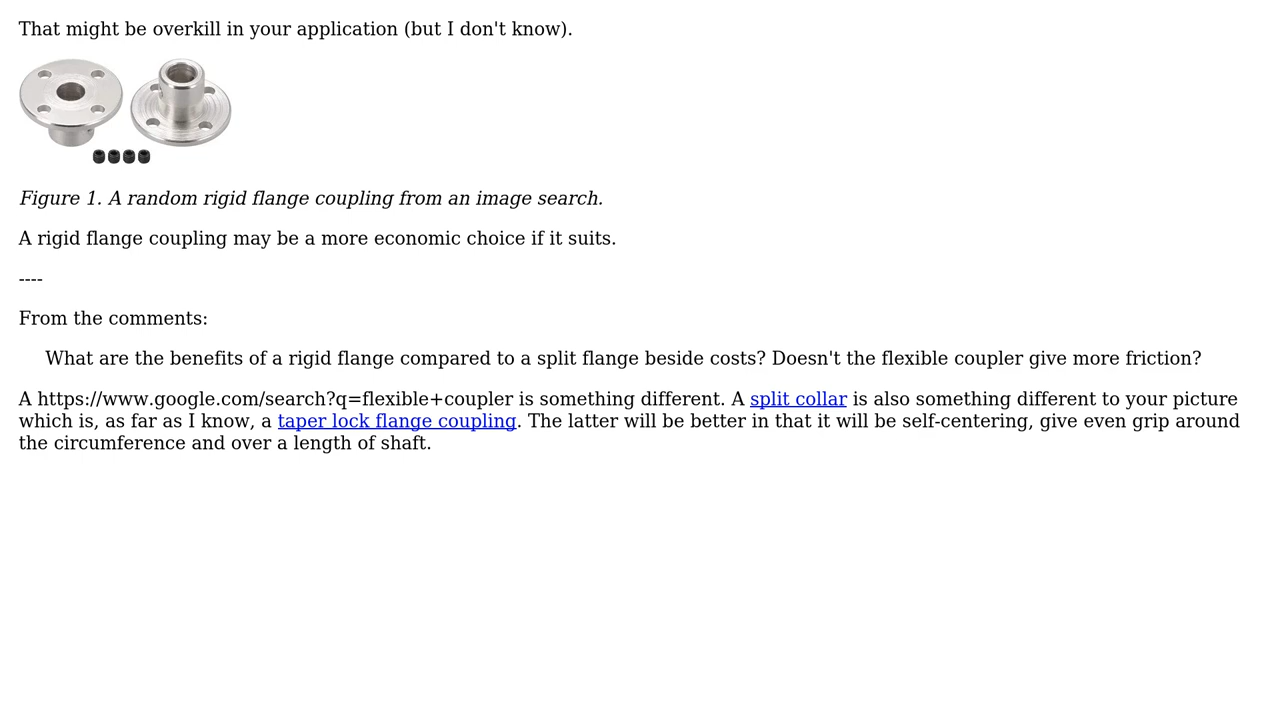 That might be overkill in your application (but I don't know).
Figure 1. A random rigid flange coupling from an image search.
A rigid flange coupling may be a more economic choice if it suits.
----
From the comments:
What are the benefits of a rigid flange compared to a split flange beside costs? Doesn't the flexible coupler give more friction?
A https://www.google.com/search?q=flexible+coupler is something different. A split collar is also something different to your picture
which is, as far as I know, a taper lock flange coupling. The latter will be better in that it will be self-centering, give even grip around
the circumference and over a length of shaft.